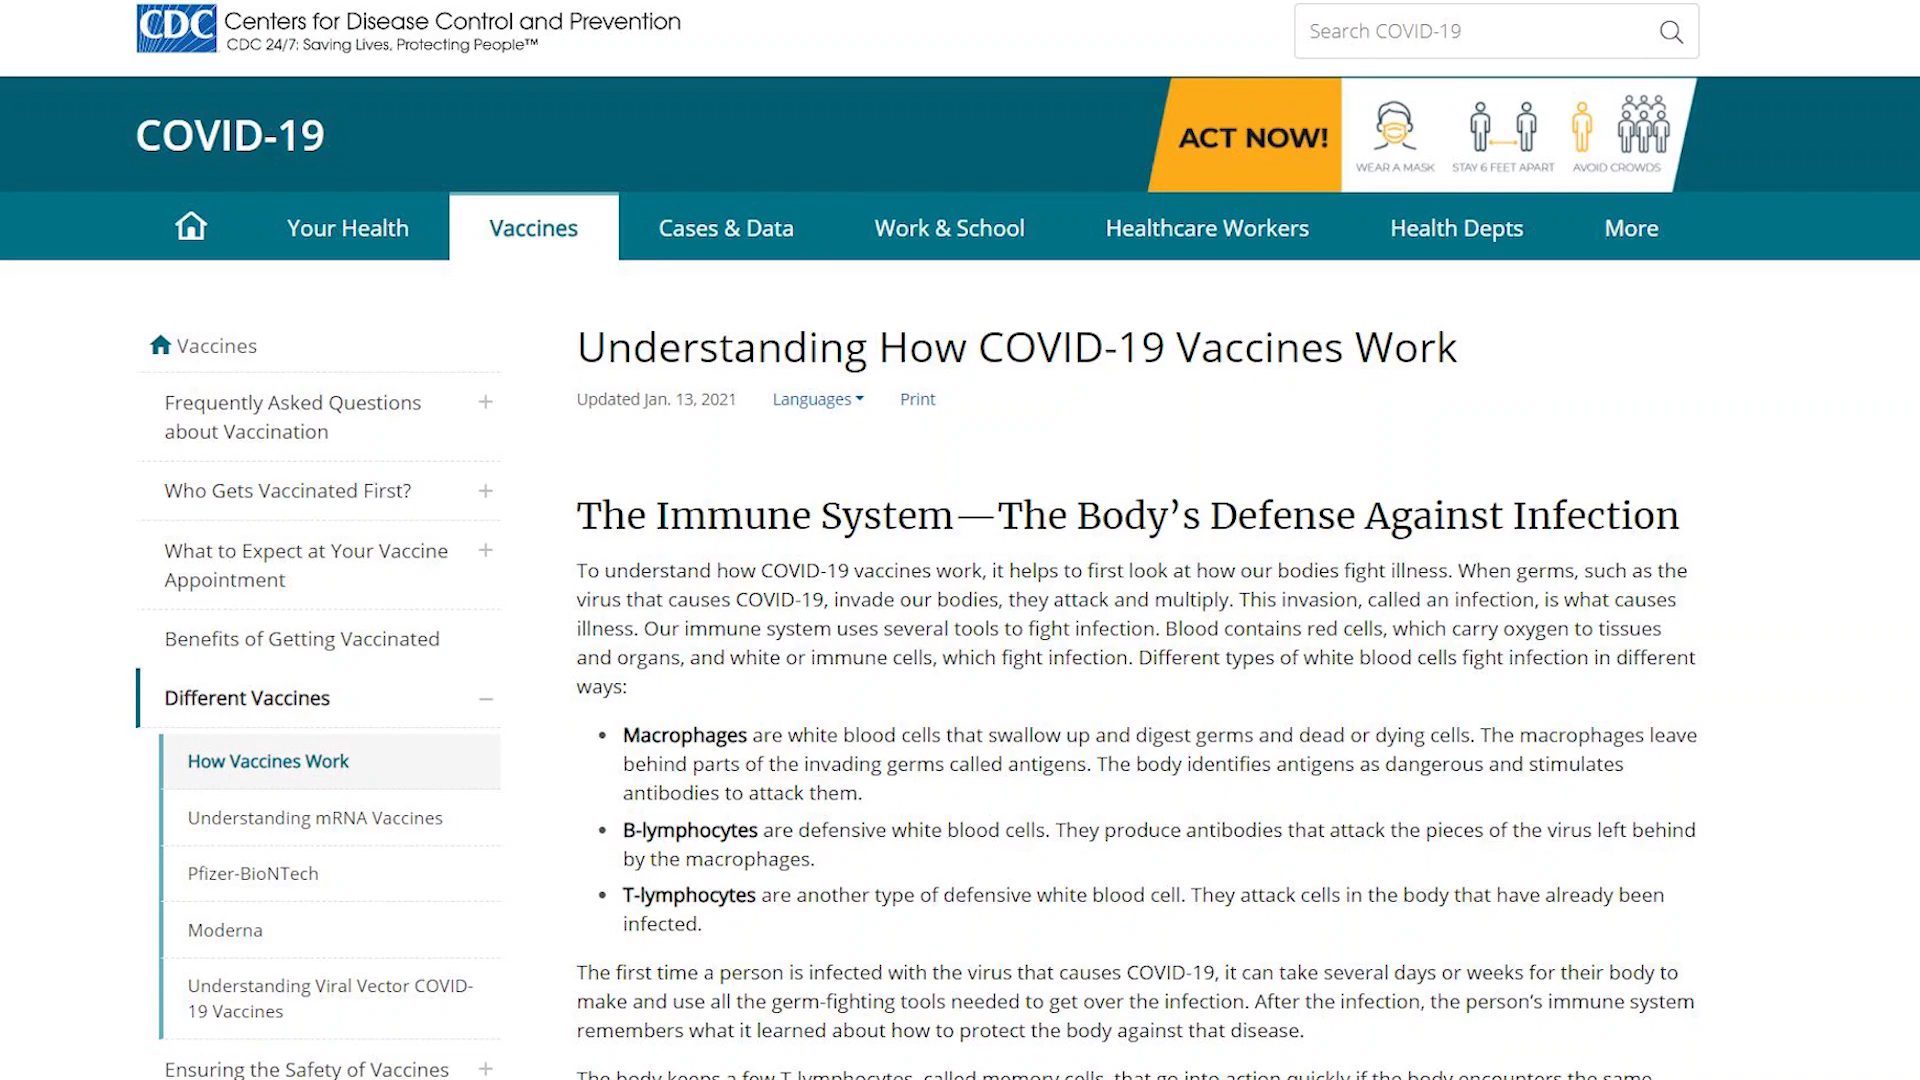 CDC Centers for Disease Control and Prevention
CDC 24/7: Saving Lives, Protecting People™
Search COVID-19
COVID-19
ACT NOW!
WEAR A MASK STAY 6 FEET APART AVOID CROWDS
Your Health Vaccines Cases & Data Work & School Healthcare Workers Health Depts More
Vaccines
Frequently Asked Questions
about Vaccination
Who Gets Vaccinated First?
What to Expect at Your Vaccine
Appointment
Benefits of Getting Vaccinated
Different Vaccines
How Vaccines Work
Understanding mRNA Vaccines
Pfizer-BioNTech
Moderna
Understanding Viral Vector COVID-
19 Vaccines
Ensuring the Safety of Vaccines
Understanding How COVID-19 Vaccines Work
Updated Jan. 13, 2021 Languages Print
The Immune System—The Body’s Defense Against Infection
To understand how COVID-19 vaccines work, it helps to first look at how our bodies fight illness. When germs, such as the
virus that causes COVID-19, invade our bodies, they attack and multiply. This invasion, called an infection, is what causes
illness. Our immune system uses several tools to fight infection. Blood contains red cells, which carry oxygen to tissues
and organs, and white or immune cells, which fight infection. Different types of white blood cells fight infection in different
ways:
• Macrophages are white blood cells that swallow up and digest germs and dead or dying cells. The macrophages leave
behind parts of the invading germs called antigens. The body identifies antigens as dangerous and stimulates
antibodies to attack them.
• B-lymphocytes are defensive white blood cells. They produce antibodies that attack the pieces of the virus left behind
by the macrophages.
• T-lymphocytes are another type of defensive white blood cell. They attack cells in the body that have already been
infected.
The first time a person is infected with the virus that causes COVID-19, it can take several days or weeks for their body to
make and use all the germ-fighting tools needed to get over the infection. After the infection, the person’s immune system
remembers what it learned about how to protect the body against that disease.
The body keeps a few T-lymphocytes, called memory cells, that go into action quickly if the body encounters the same